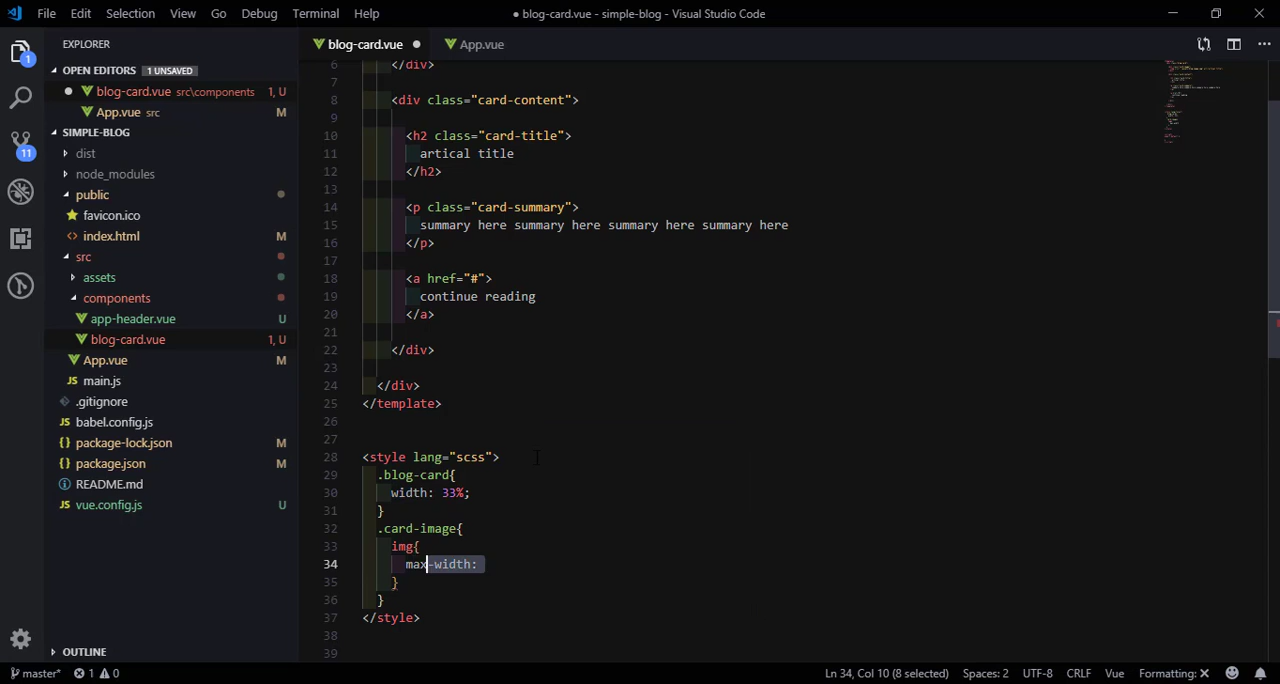 File Edit Selection View Go Debug Terminal Help
● blog-card.vue - simple-blog - Visual Studio Code
EXPLORER
blog-card.vue ●
App.vue
OPEN EDITORS 1 UNSAVED
● blog-card.vue src\components 1, U
App.vue src M
SIMPLE-BLOG
dist
node_modules
public
favicon.ico
index.html M
src
assets
components
app-header.vue U
blog-card.vue 1, U
App.vue M
JS main.js
.gitignore
JS babel.config.js
{} package-lock.json M
{} package.json M
README.md
JS vue.config.js U
OUTLINE
1
11
6 </div>
7
8 <div class="card-content">
9
10 <h2 class="card-title">
11 artical title
12 </h2>
13
14 <p class="card-summary">
15 summary here summary here summary here summary here
16 </p>
17
18 <a href="#">
19 continue reading
20 </a>
21
22 </div>
23
24 </div>
25 </template>
26
27
28 <style lang="scss">
29 .blog-card{
30 width: 33%;
31 }
32 .card-image{
33 img{
34 max-width:
35 }
36 }
37 </style>
38
39
master* 1 0
Ln 34, Col 10 (8 selected) Spaces: 2 UTF-8 CRLF Vue Formatting: ✕